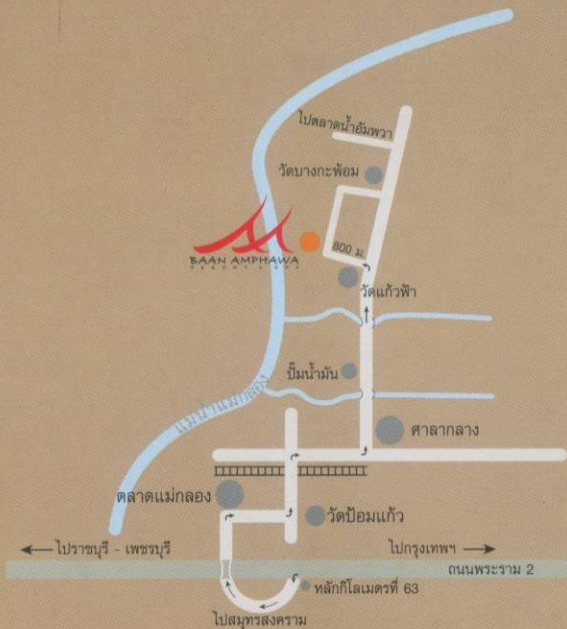 ไปตลาดน้ำอัมพวา
วัดบางกะพ้อม
BAAN AMPHAWA
800 ม.
วัดแก้วฟ้า
ปั๊มน้ำมัน
แม่น้ำแม่กลอง
ศาลากลาง
ตลาดแม่กลอง
วัดป้อมแก้ว
ไปราชบุรี - เพชรบุรี
ไปกรุงเทพฯ
ถนนพระราม 2
หลักกิโลเมตรที่ 63
ไปสมุทรสงคราม